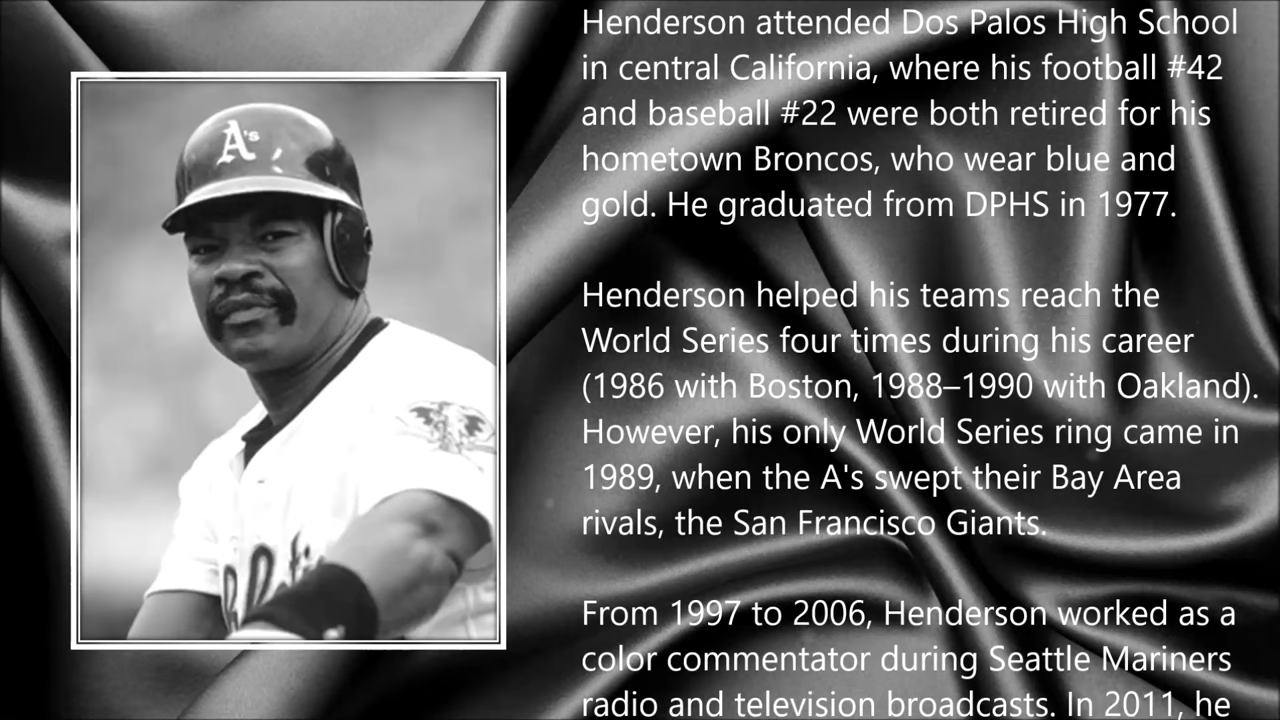 A's
Henderson attended Dos Palos High School
in central California, where his football #42
and baseball #22 were both retired for his
hometown Broncos, who wear blue and
gold. He graduated from DPHS in 1977.
Henderson helped his teams reach the
World Series four times during his career
(1986 with Boston, 1988–1990 with Oakland).
However, his only World Series ring came in
1989, when the A's swept their Bay Area
rivals, the San Francisco Giants.
From 1997 to 2006, Henderson worked as a
color commentator during Seattle Mariners
radio and television broadcasts. In 2011, he